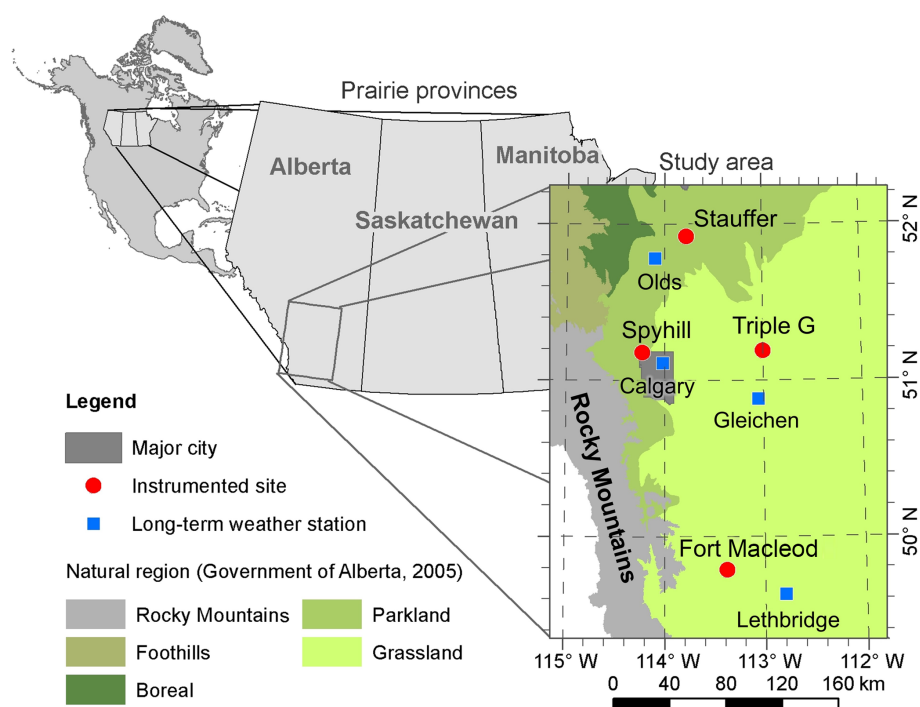 Prairie provinces
Alberta
Manitoba
Saskatchewan
Study area
Stauffer
Olds
Spyhill
Triple G
Calgary
Gleichen
Rocky Mountains
Fort Macleod
Lethbridge
52° N
51° N
50° N
115° W 114° W 113° W 112° W
0 40 80 120 160 km
Legend
Major city
Instrumented site
Long-term weather station
Natural region (Government of Alberta, 2005)
Rocky Mountains Parkland
Foothills Grassland
Boreal